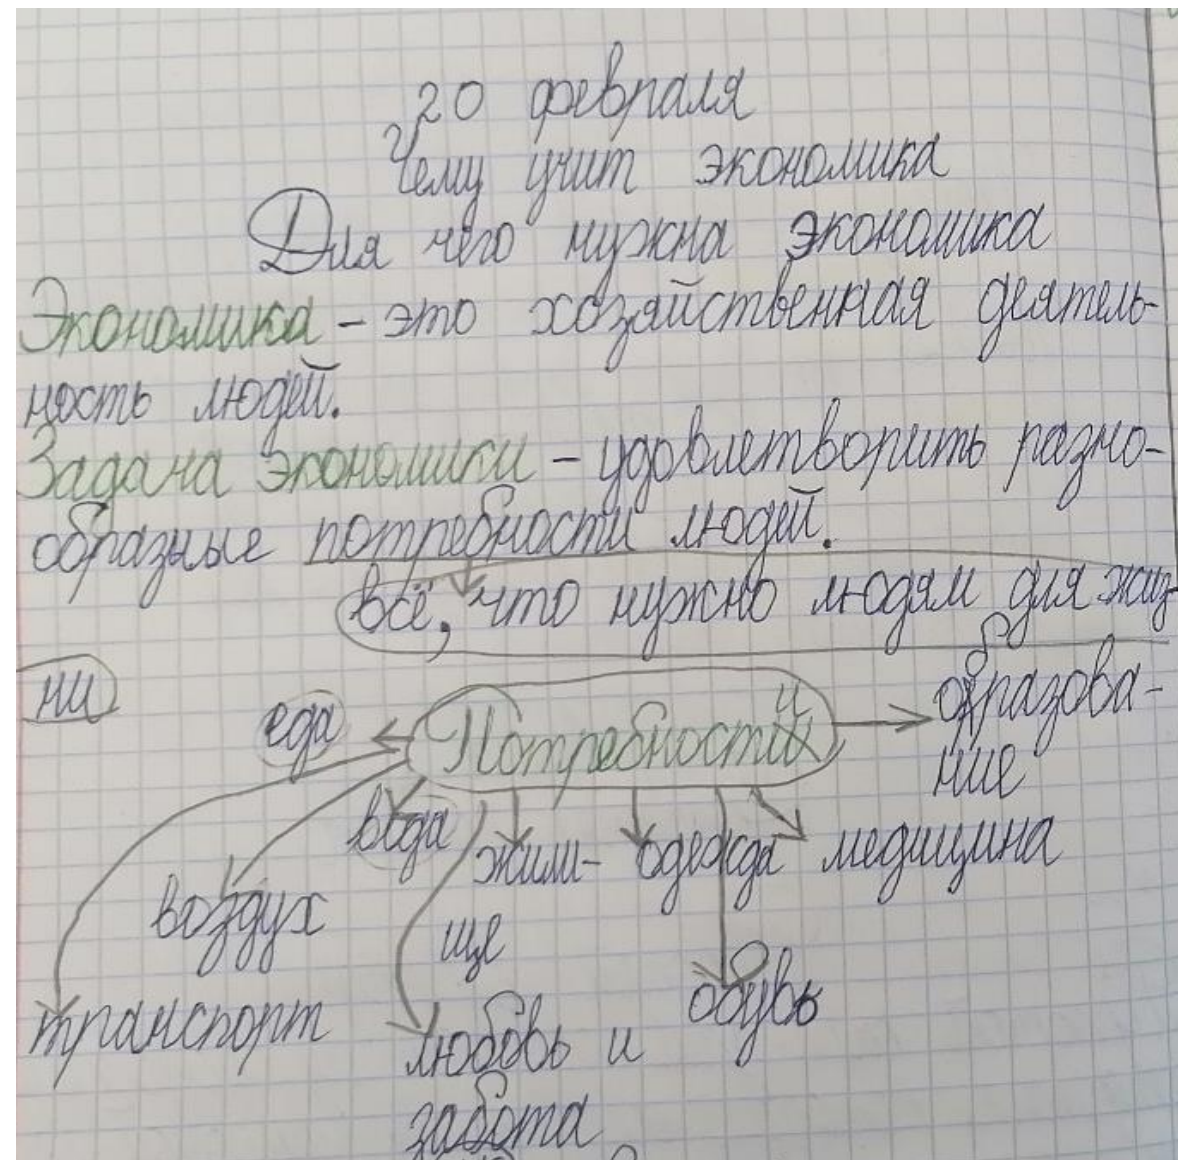 20 февраля
Чему учит экономика
Для чего нужна экономика
Экономика – это хозяйственная деятель-
ность людей.
Задача экономики – удовлетворить разно-
образные потребности людей.
всё, что нужно людям для жиз-
ни
Потребности
еда
образова-
ние
вода
жили-
ще
одежда
медицина
воздух
обувь
транспорт
любовь и
забота